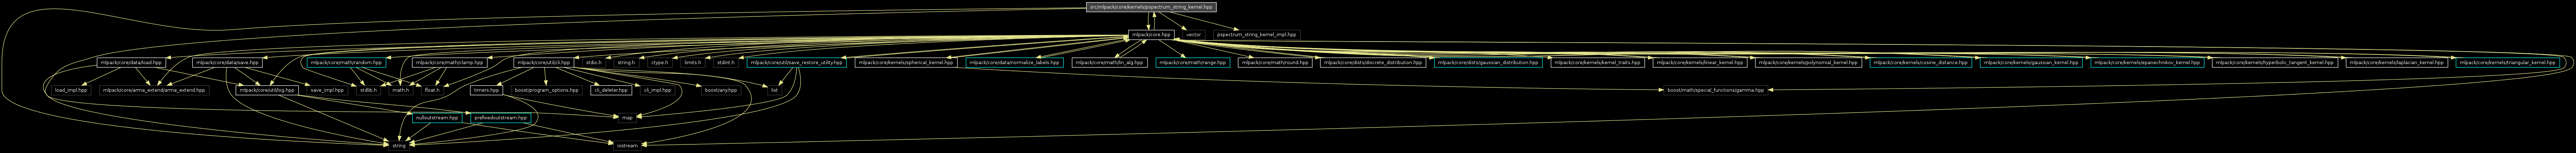 src/mlpack/core/kernels/pspectrum_string_kernel.hpp
mlpack/core.hpp
vector
pspectrum_string_kernel_impl.hpp
mlpack/core/data/load.hpp
mlpack/core/data/save.hpp
mlpack/core/math/random.hpp
mlpack/core/math/clamp.hpp
mlpack/core/util/cli.hpp
stdio.h
string.h
ctype.h
limits.h
stdint.h
mlpack/core/util/save_restore_utility.hpp
mlpack/core/kernels/spherical_kernel.hpp
mlpack/core/data/normalize_labels.hpp
mlpack/core/math/lin_alg.hpp
mlpack/core/math/range.hpp
mlpack/core/math/round.hpp
mlpack/core/dists/discrete_distribution.hpp
mlpack/core/dists/gaussian_distribution.hpp
mlpack/core/kernels/kernel_traits.hpp
mlpack/core/kernels/linear_kernel.hpp
mlpack/core/kernels/polynomial_kernel.hpp
mlpack/core/kernels/cosine_distance.hpp
mlpack/core/kernels/gaussian_kernel.hpp
mlpack/core/kernels/epanechnikov_kernel.hpp
mlpack/core/kernels/hyperbolic_tangent_kernel.hpp
mlpack/core/kernels/laplacian_kernel.hpp
mlpack/core/kernels/triangular_kernel.hpp
load_impl.hpp
mlpack/core/arma_extend/arma_extend.hpp
mlpack/core/util/log.hpp
save_impl.hpp
stdlib.h
math.h
float.h
timers.hpp
boost/program_options.hpp
cli_deleter.hpp
cli_impl.hpp
boost/any.hpp
list
boost/math/special_functions/gamma.hpp
nulloutstream.hpp
prefixedoutstream.hpp
map
string
iostream